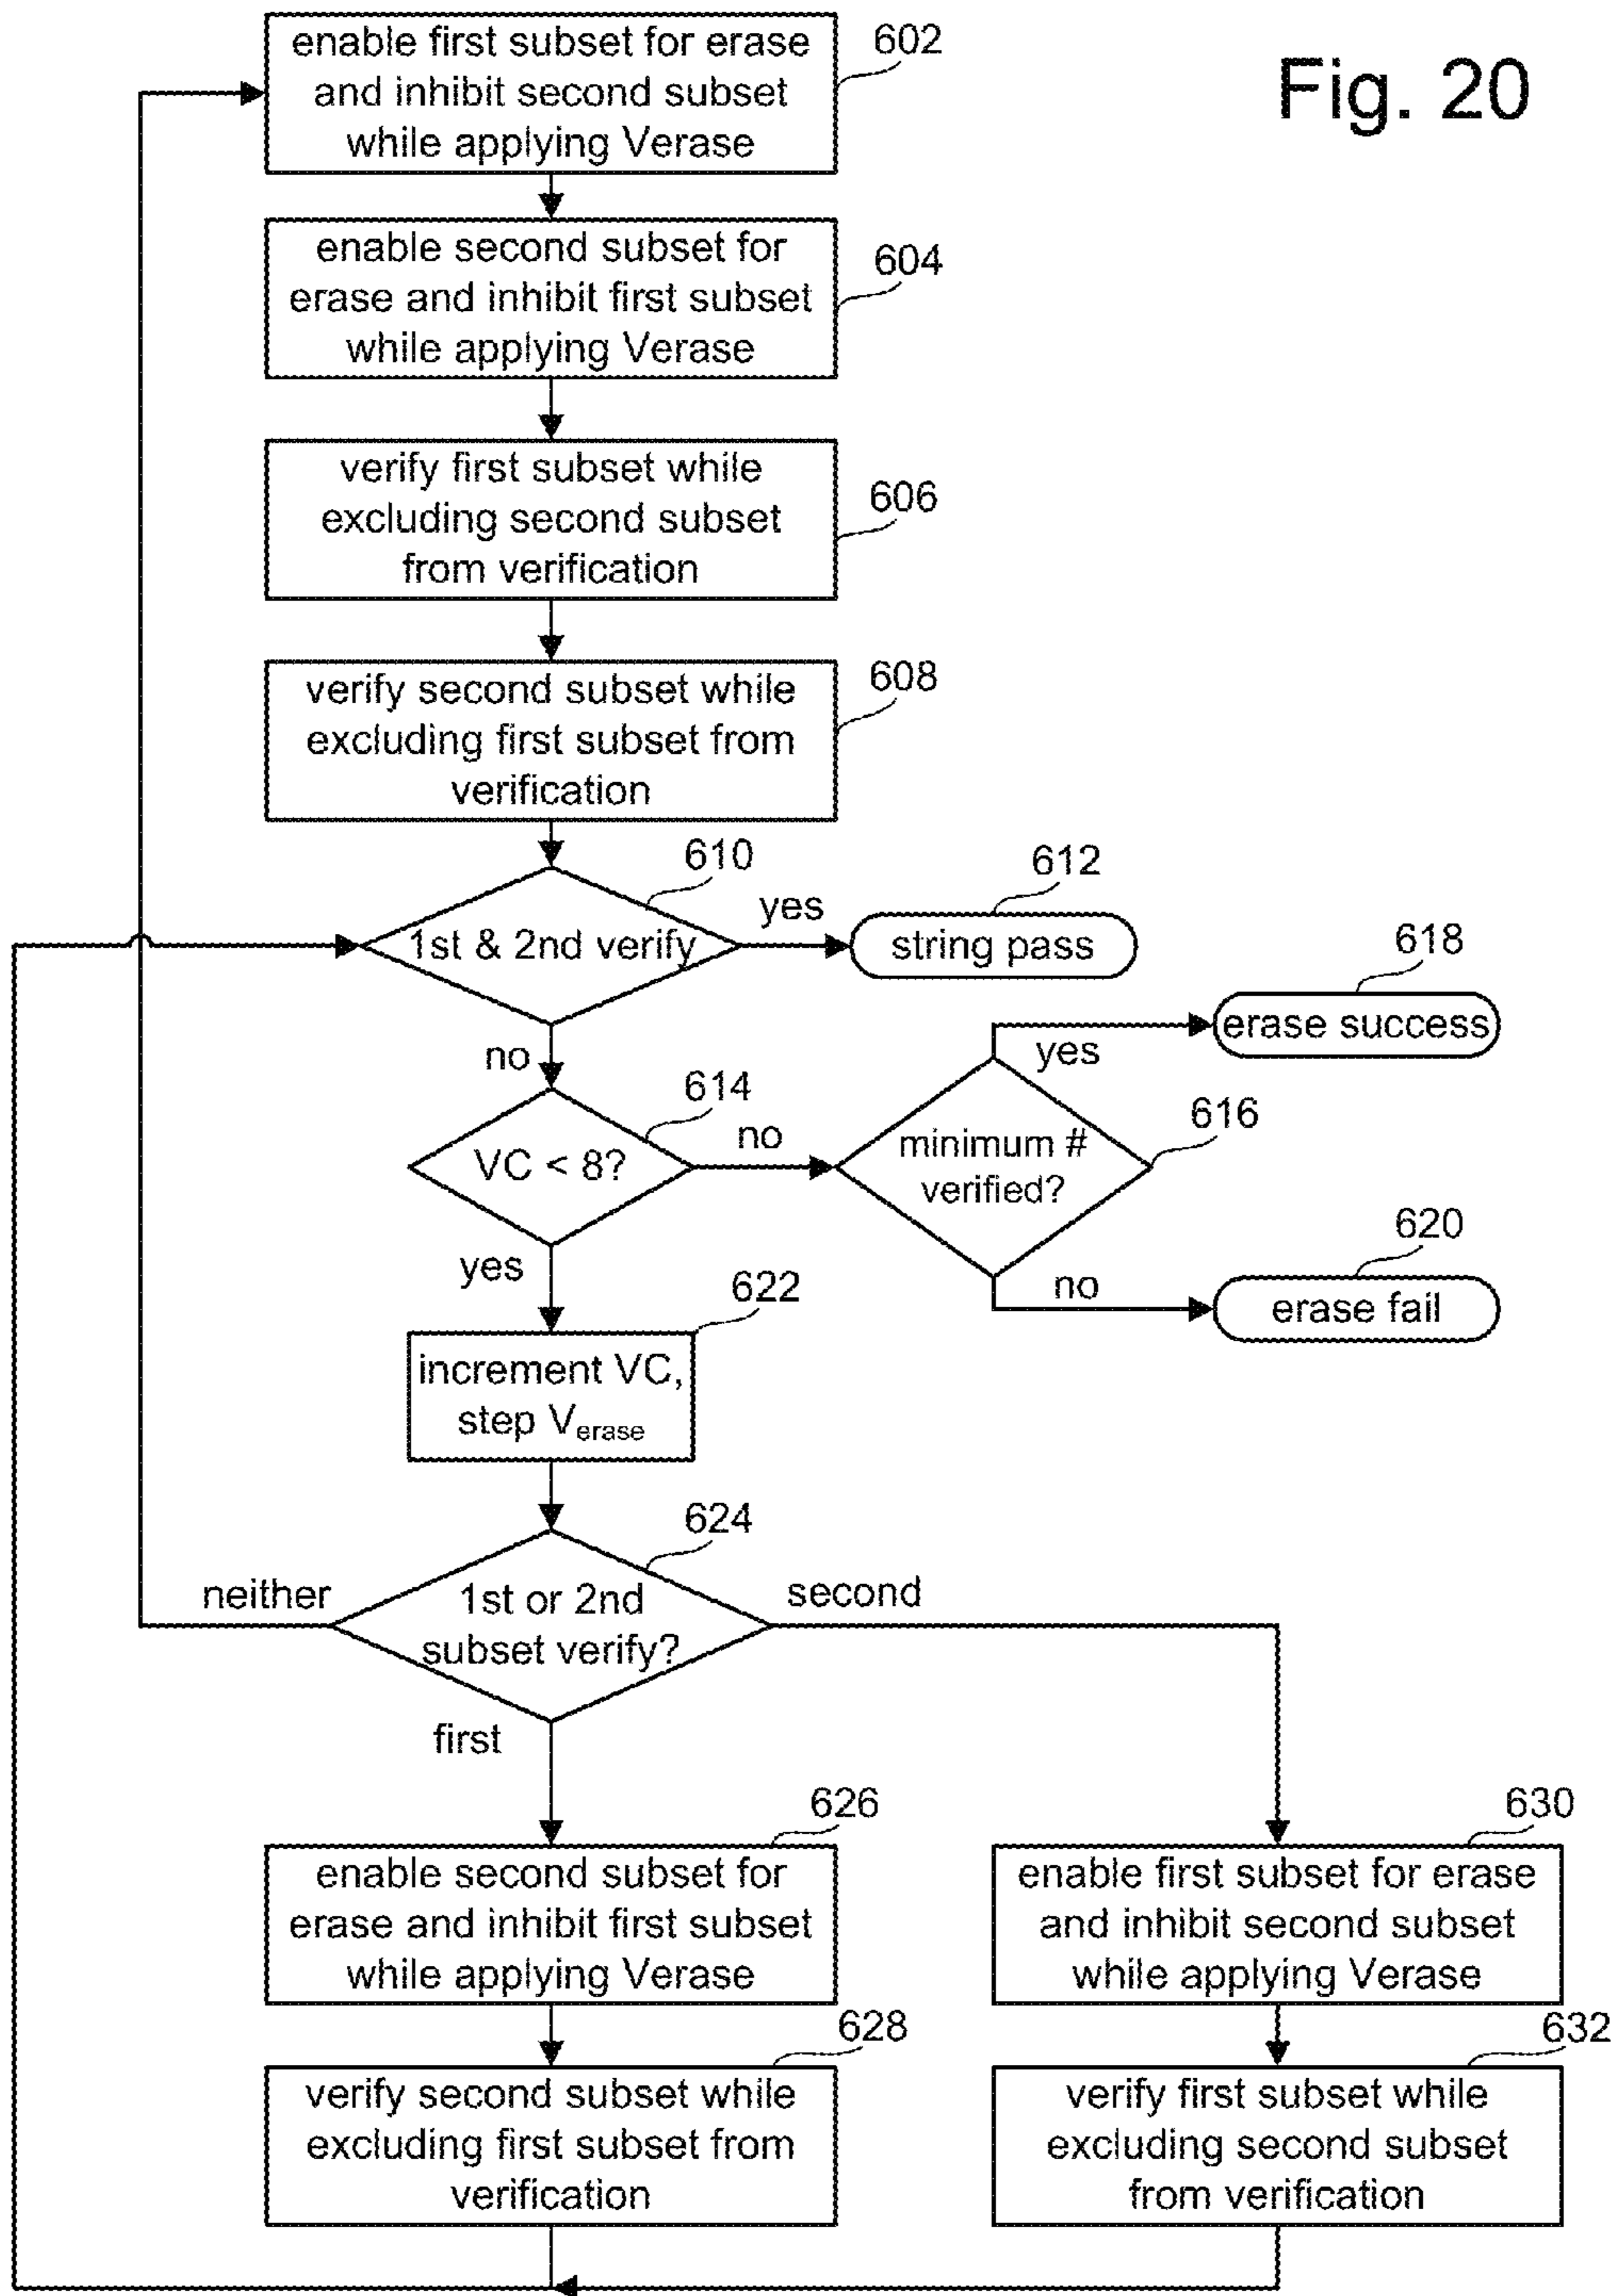 Fig. 20
602
enable first subset for erase
and inhibit second subset
while applying Verase
604
enable second subset for
erase and inhibit first subset
while applying Verase
606
verify first subset while
excluding second subset
from verification
608
verify second subset while
excluding first subset from
verification
610
1st & 2nd verify
yes
612
string pass
no
614
VC < 8?
no
616
minimum #
verified?
yes
618
erase success
no
620
erase fail
yes
622
increment VC,
step Verase
624
1st or 2nd
subset verify?
neither
second
first
626
enable second subset for
erase and inhibit first subset
while applying Verase
628
verify second subset while
excluding first subset from
verification
630
enable first subset for erase
and inhibit second subset
while applying Verase
632
verify first subset while
excluding second subset
from verification